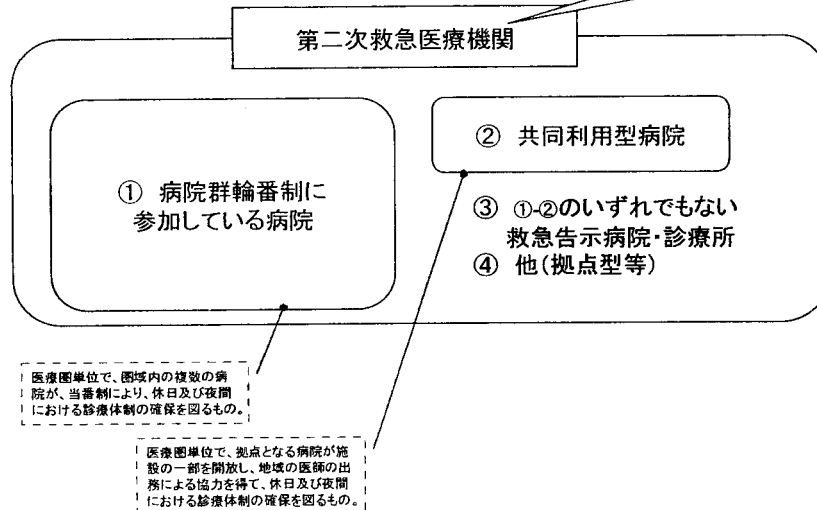 第二次救急医療機関
① 病院群輪番制に
参加している病院
② 共同利用型病院
③ ①-②のいずれでもない
救急告示病院・診療所
④ 他(拠点型等)
医療圏単位で、圏域内の複数の病
院が、当番制により、休日及び夜間
における診療体制の確保を図るもの。
医療圏単位で、拠点となる病院が施
設の一部を開放し、地域の医師の出
務による協力を得て、休日及び夜間
における診療体制の確保を図るもの。